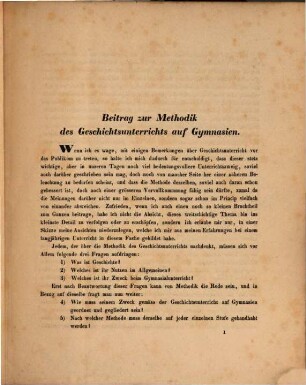 Beitrag zur Methodik
des Geschichtsunterrichts auf Gymnasien.
Wenn ich es wage, mit einigen Bemerkungen über Geschichtsunterricht vor
das Publikum zu treten, so halte ich mich dadurch für entschuldigt, dass dieser stets
wichtige, aber in unseren Tagen noch viel bedeutungsvollere Unterrichtszweig, soviel
auch darüber geschrieben sein mag, doch noch von mancher Seite her einer näheren Be-
leuchtung zu bedürfen scheint, und dass die Methode desselben, soviel auch daran schon
gebessert ist, doch noch einer grösseren Vervollkommnung fähig sein dürfte, zumal da
die Meinungen darüber nicht nur im Einzelnen, sondern sogar schon im Princip vielfach
von einander abweichen. Zufrieden, wenn ich auch einen kleinen Bruchtheil
zum Ganzen beitrage, habe ich nicht die Absicht, dieses weitschichtige Thema bis ins
kleinste Detail zu verfolgen oder zu erschöpfen, sondern ich erlaube mir nur, in einer
Skizze meine Ansichten niederzulegen, welche ich mir aus meinen Erfahrungen bei einem
langjährigen Unterricht in diesem Fache gebildet habe.
Jedem, der über die Methodik des Geschichtsunterrichts nachdenkt, müssen sich vor
Allem folgende drei Fragen aufdrängen:
1) Was ist Geschichte?
2) Welches ist ihr Nutzen im Allgemeinen?
3) Welches ist ihr Zweck beim Gymnasialunterricht?
Erst nach Beantwortung dieser Fragen kann von Methodik die Rede sein, und in
Bezug auf dieselbe fragt man nun weiter:
4) Wie muss seinem Zweck gemäss der Geschichtsunterricht auf Gymnasien
geordnet und gegliedert sein?
5) Nach welcher Methode muss derselbe auf jeder einzelnen Stufe gehandhabt
werden?
1